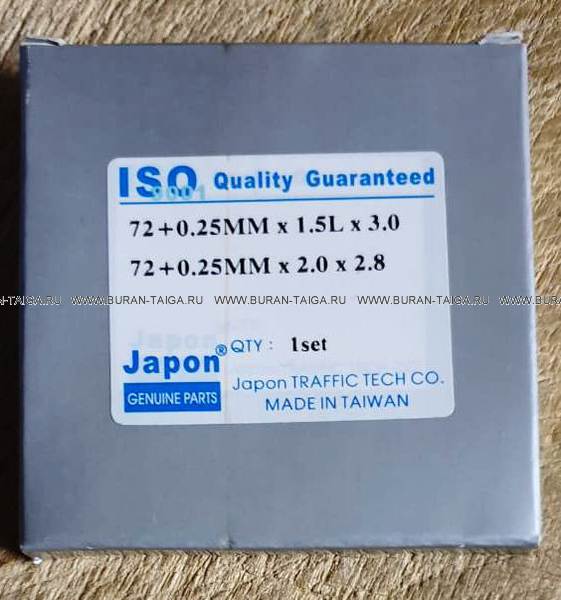 ISO Quality Guaranteed
9001
72+0.25MM x 1.5L x 3.0
72+0.25MM x 2.0 x 2.8
-TAIGA.RU WWW.BURAN-TAIGA.RU WWW.BURAN-TAIGA.RU WWW.BURAN-TAIGA.RU WWW.BURAN-TA
Japon® QTY : 1set
GENUINE PARTS
Japon TRAFFIC TECH CO.
MADE IN TAIWAN